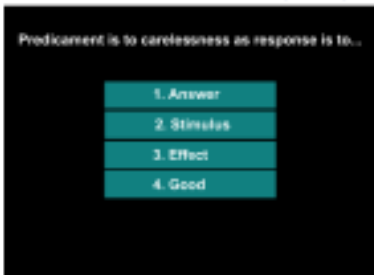 Predicament is to carelessness as response is to...
1. Answer
2. Stimulus
3. Effect
4. Good